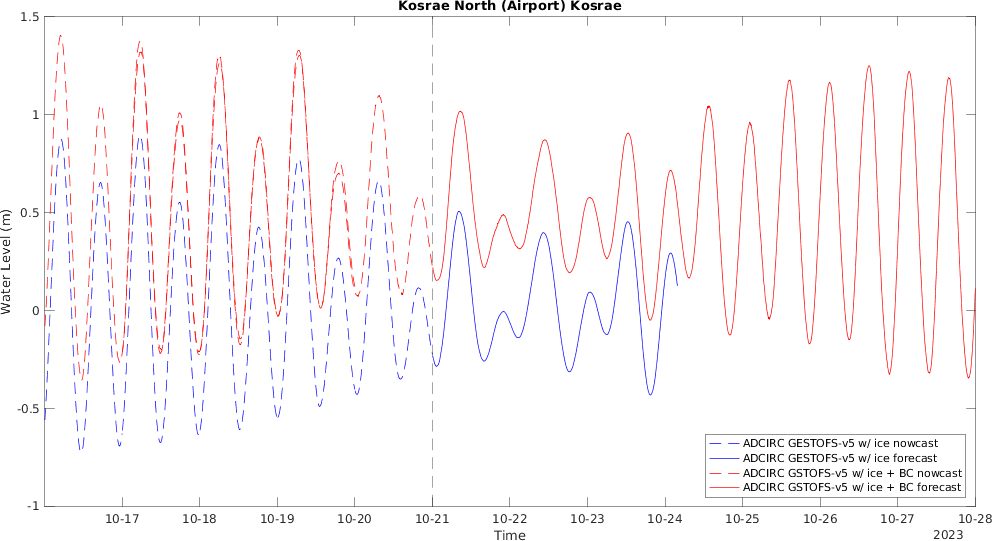 Kosrae North (Airport) Kosrae
1.5
1
0.5
0
-0.5
-1
Water Level (m)
10-17 10-18 10-19 10-20 10-21 10-22 10-23 10-24 10-25 10-26 10-27 10-28
Time
2023
ADCIRC GESTOFS-v5 w/ ice nowcast
ADCIRC GESTOFS-v5 w/ ice forecast
ADCIRC GSTOFS-v5 w/ ice + BC nowcast
ADCIRC GSTOFS-v5 w/ ice + BC forecast